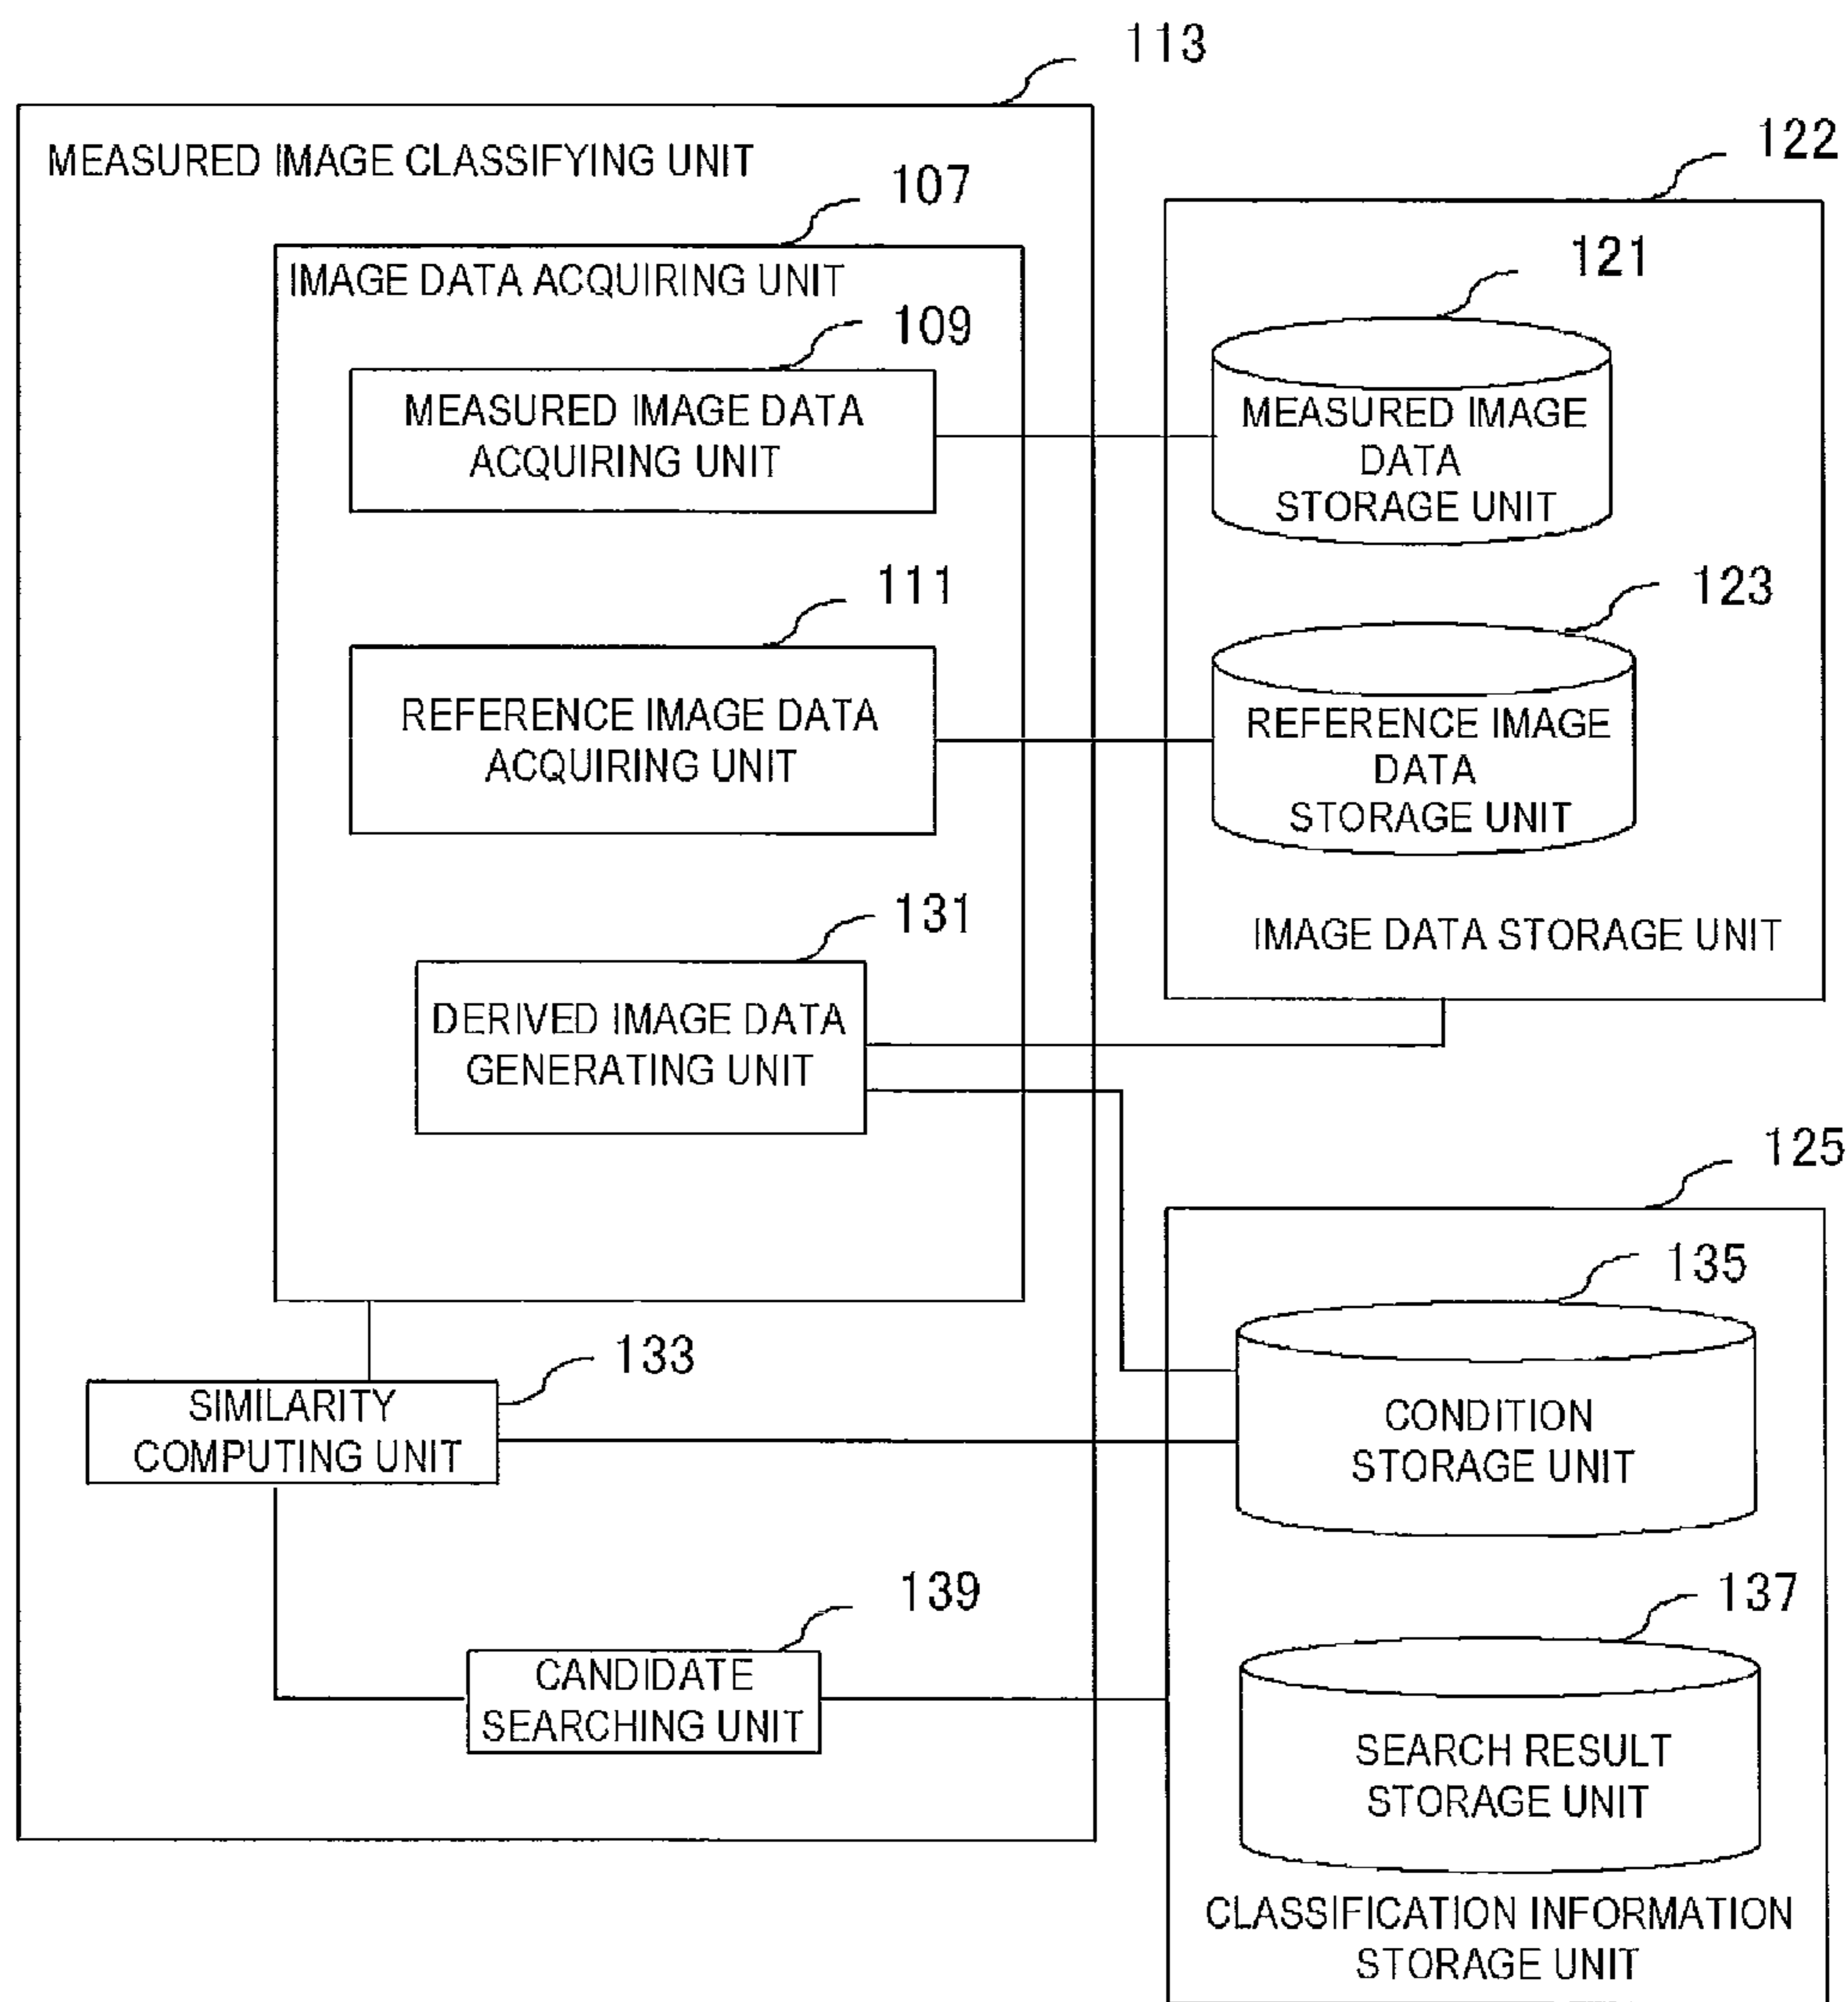 113
MEASURED IMAGE CLASSIFYING UNIT
107
IMAGE DATA ACQUIRING UNIT
109
MEASURED IMAGE DATA
ACQUIRING UNIT
111
REFERENCE IMAGE DATA
ACQUIRING UNIT
131
DERIVED IMAGE DATA
GENERATING UNIT
133
SIMILARITY
COMPUTING UNIT
139
CANDIDATE
SEARCHING UNIT
122
121
MEASURED IMAGE
DATA
STORAGE UNIT
123
REFERENCE IMAGE
DATA
STORAGE UNIT
IMAGE DATA STORAGE UNIT
125
135
CONDITION
STORAGE UNIT
137
SEARCH RESULT
STORAGE UNIT
CLASSIFICATION INFORMATION
STORAGE UNIT